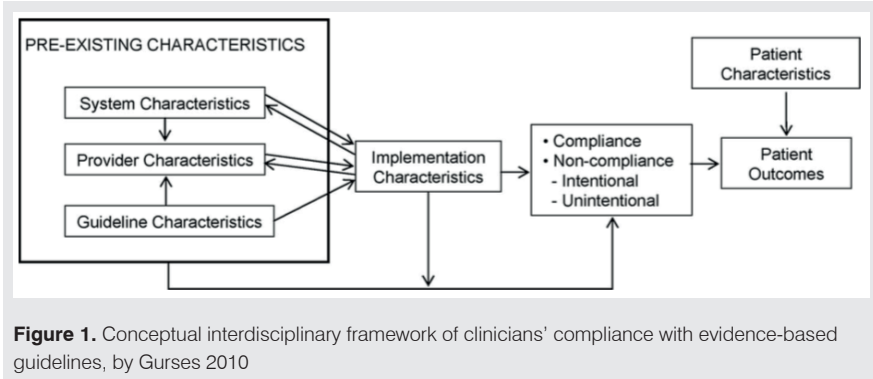 PRE-EXISTING CHARACTERISTICS
System Characteristics
Provider Characteristics
Guideline Characteristics
Implementation
Characteristics
• Compliance
• Non-compliance
- Intentional
- Unintentional
Patient
Characteristics
Patient
Outcomes
Figure 1. Conceptual interdisciplinary framework of clinicians’ compliance with evidence-based
guidelines, by Gurses 2010